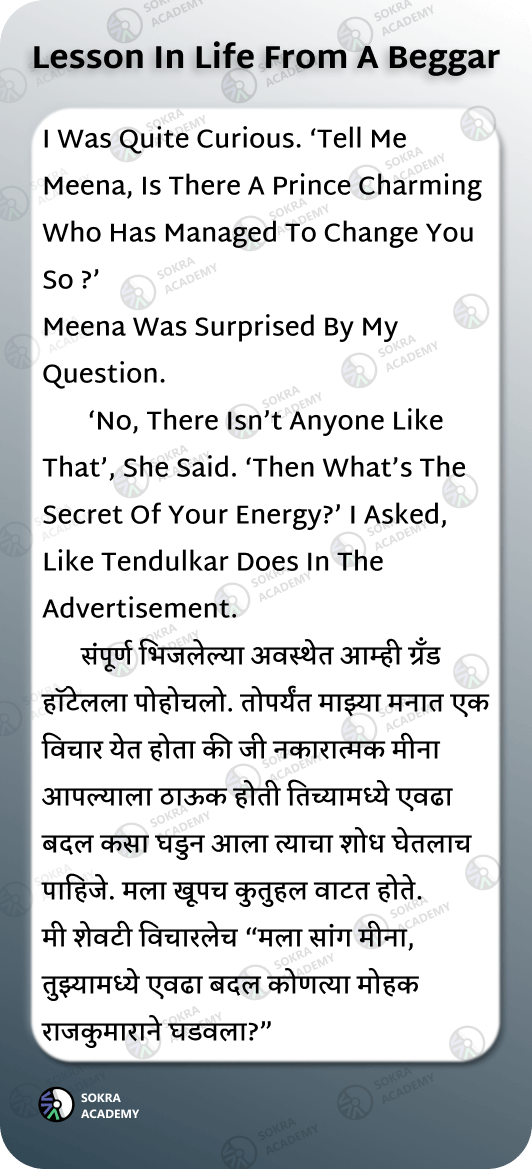 Lesson In Life From A Beggar
I Was Quite Curious. ‘Tell Me
Meena, Is There A Prince Charming
Who Has Managed To Change You
So ?’
Meena Was Surprised By My
Question.
‘No, There Isn’t Anyone Like
That’, She Said. ‘Then What’s The
Secret Of Your Energy?’ I Asked,
Like Tendulkar Does In The
Advertisement.
संपूर्ण भिजलेल्या अवस्थेत आम्ही ग्रँड
हॉटेलला पोहोचलो. तोपर्यंत माझ्या मनात एक
विचार येत होता की जी नकारात्मक मीना
आपल्याला ठाऊक होती तिच्यामध्ये एवढा
बदल कसा घडुन आला त्याचा शोध घेतलाच
पाहिजे. मला खूपच कुतुहल वाटत होते.
मी शेवटी विचारलेच “मला सांग मीना,
तुझ्यामध्ये एवढा बदल कोणत्या मोहक
राजकुमाराने घडवला?”
SOKRA
ACADEMY